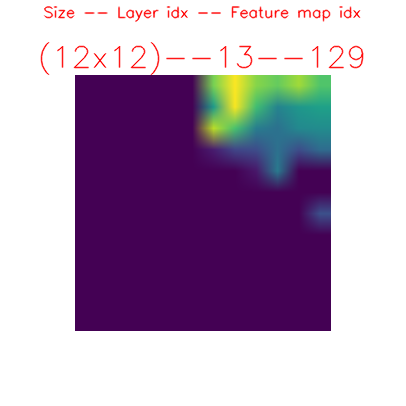 Size -- Layer idx -- Feature map idx
(12x12)--13--129